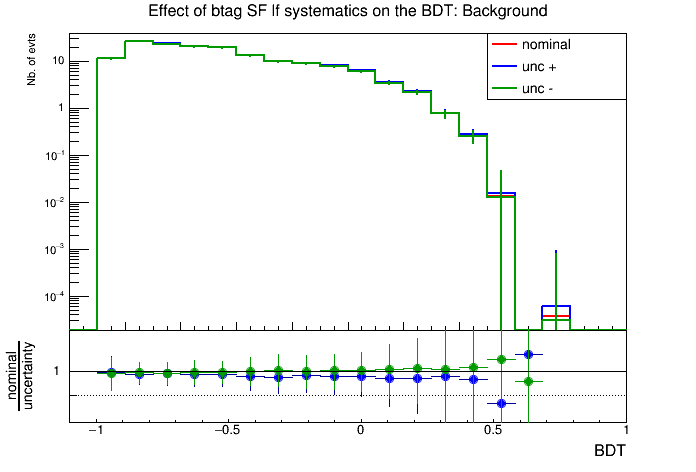 Effect of btag SF lf systematics on the BDT: Background
Nb. of evts
nominal
unc +
unc -
10
1
10⁻¹
10⁻²
10⁻³
10⁻⁴
nominal
uncertainty
1
−1
−0.5
0
0.5
1
BDT